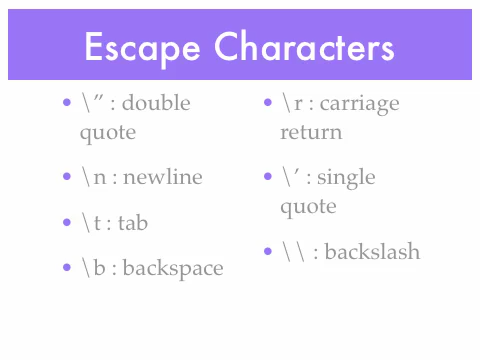 Escape Characters
• \” : double
quote
• \n : newline
• \t : tab
• \b : backspace
• \r : carriage
return
• \’ : single
quote
• \\ : backslash